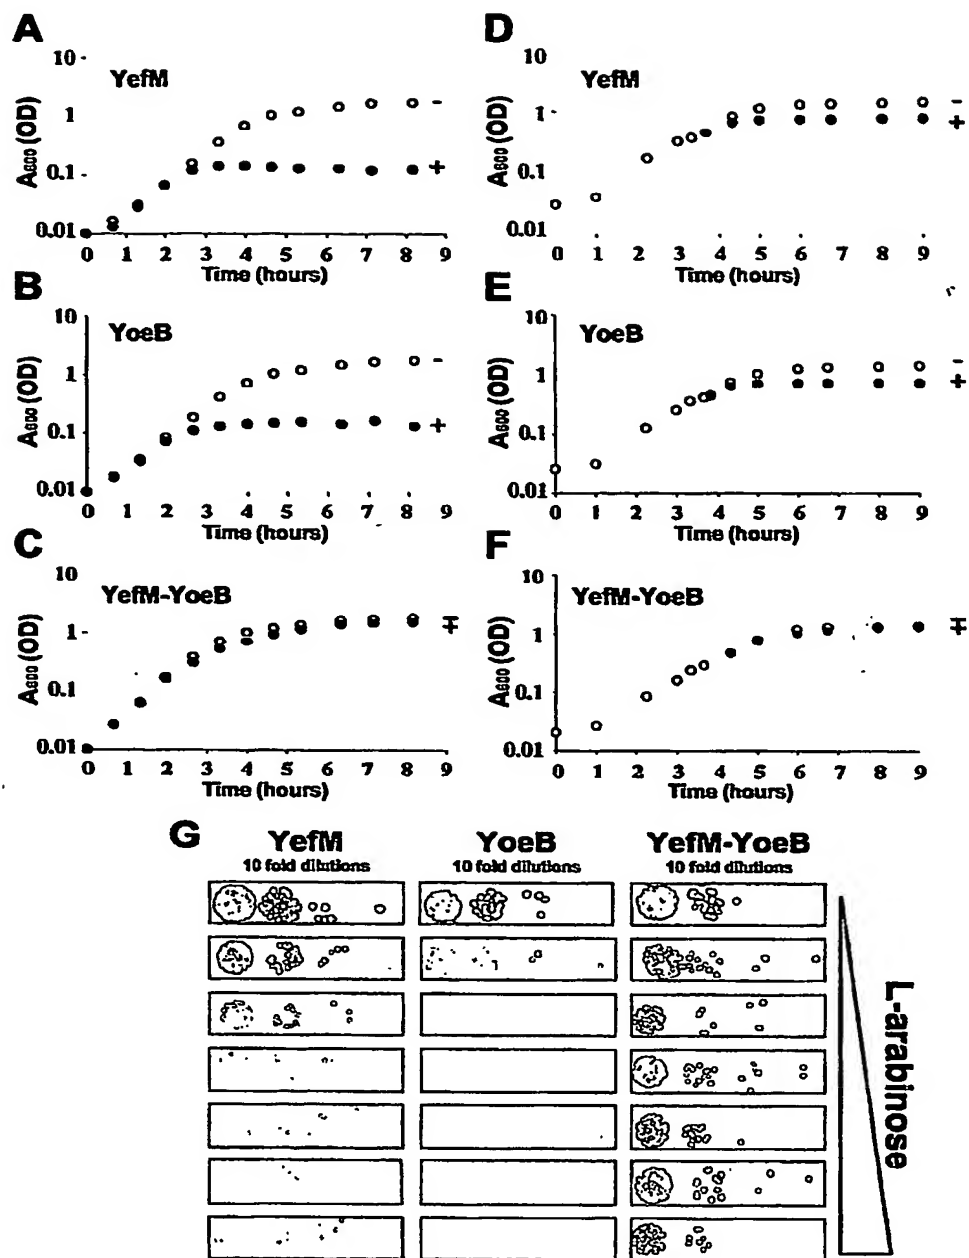 A
YefM
10
1
0.1
0.01
A600 (OD)
-
+
0 1 2 3 4 5 6 7 8 9
Time (hours)
D
YefM
10
1
0.1
0.01
A600 (OD)
-
+
0 1 2 3 4 5 6 7 8 9
Time (hours)
B
YoeB
10
1
0.1
0.01
A600 (OD)
-
+
0 1 2 3 4 5 6 7 8 9
Time (hours)
E
YoeB
10
1
0.1
0.01
A600 (OD)
-
+
0 1 2 3 4 5 6 7 8 9
Time (hours)
C
YefM-YoeB
10
1
0.1
0.01
A600 (OD)
-
+
0 1 2 3 4 5 6 7 8 9
Time (hours)
F
YefM-YoeB
10
1
0.1
0.01
A600 (OD)
-
+
0 1 2 3 4 5 6 7 8 9
Time (hours)
G
YefM
10 fold dilutions
YoeB
10 fold dilutions
YefM-YoeB
10 fold dilutions
L-arabinose